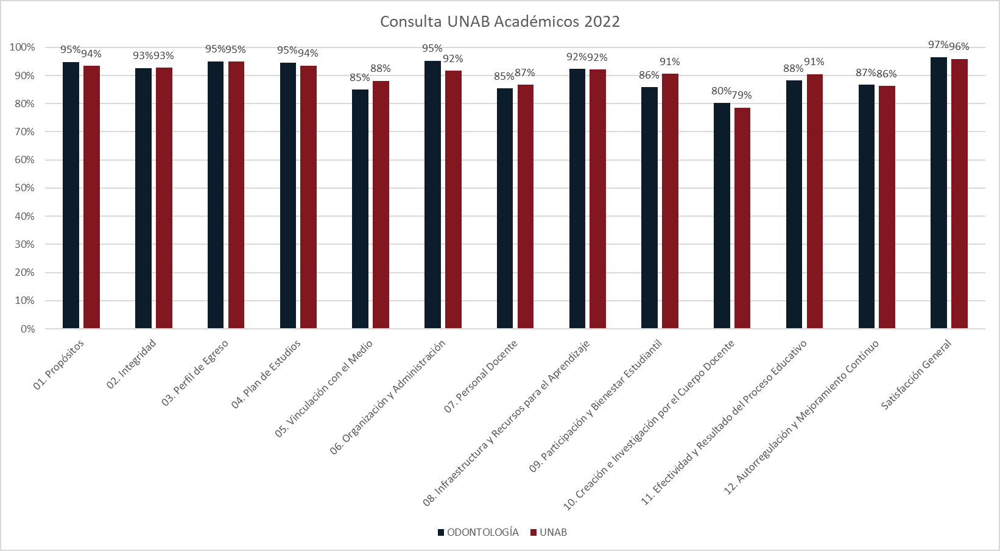 Consulta UNAB Académicos 2022
100%
90%
80%
70%
60%
50%
40%
30%
20%
10%
0%
95% 94%
93% 93%
95% 95%
95% 94%
85% 88%
95% 92%
85% 87%
92% 92%
86% 91%
80% 79%
88% 91%
87% 86%
97% 96%
01. Propósitos
02. Integridad
03. Perfil de Egreso
04. Plan de Estudios
05. Vinculación con el Medio
06. Organización y Administración
07. Personal Docente
08. Infraestructura y Recursos para el Aprendizaje
09. Participación y Bienestar Estudiantil
10. Creación e Investigación por el Cuerpo Docente
11. Efectividad y Resultado del Proceso Educativo
12. Autorregulación y Mejoramiento Contínuo
Satisfacción General
ODONTOLOGÍA UNAB